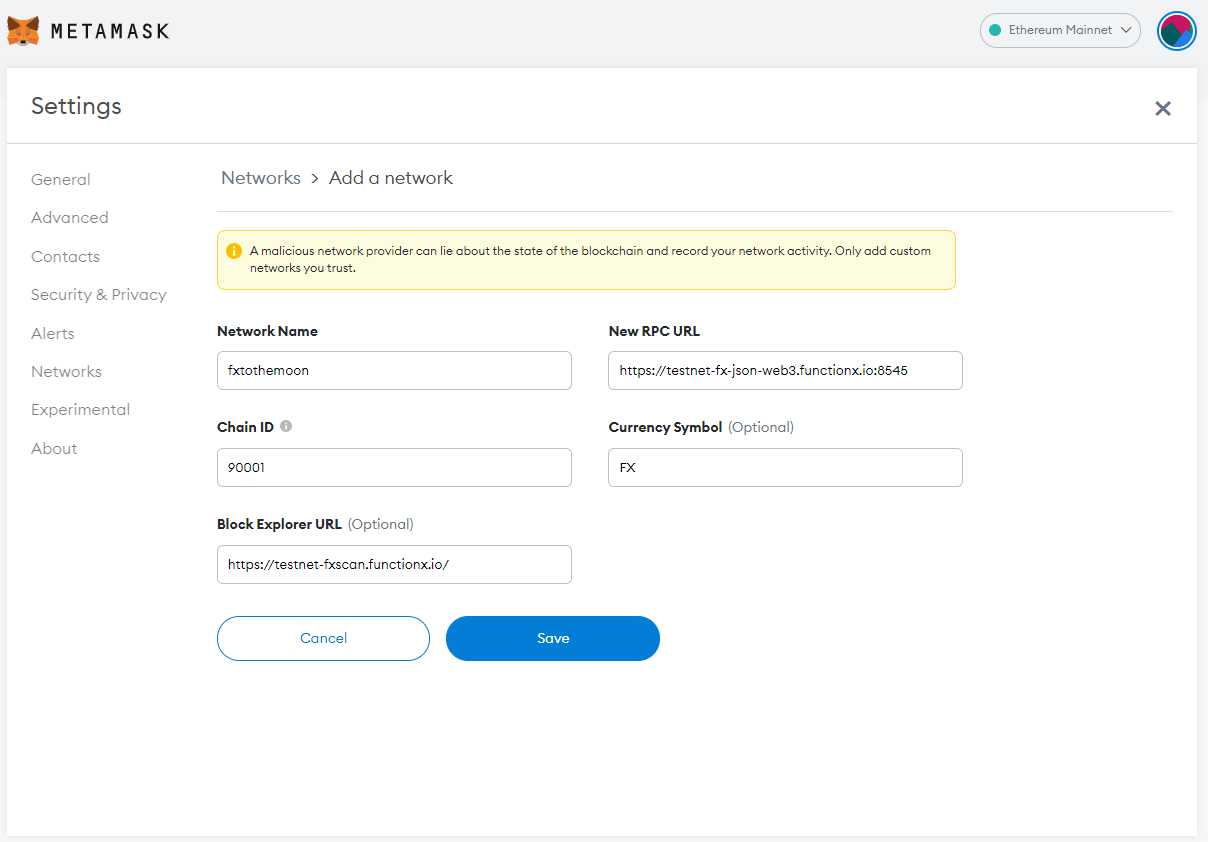 METAMASK
Ethereum Mainnet
Settings
General
Advanced
Contacts
Security & Privacy
Alerts
Networks
Experimental
About
Networks > Add a network
A malicious network provider can lie about the state of the blockchain and record your network activity. Only add custom
networks you trust.
Network Name
fxtothemoon
New RPC URL
https://testnet-fx-json-web3.functionx.io:8545
Chain ID
90001
Currency Symbol (Optional)
FX
Block Explorer URL (Optional)
https://testnet-fxscan.functionx.io/
Cancel
Save